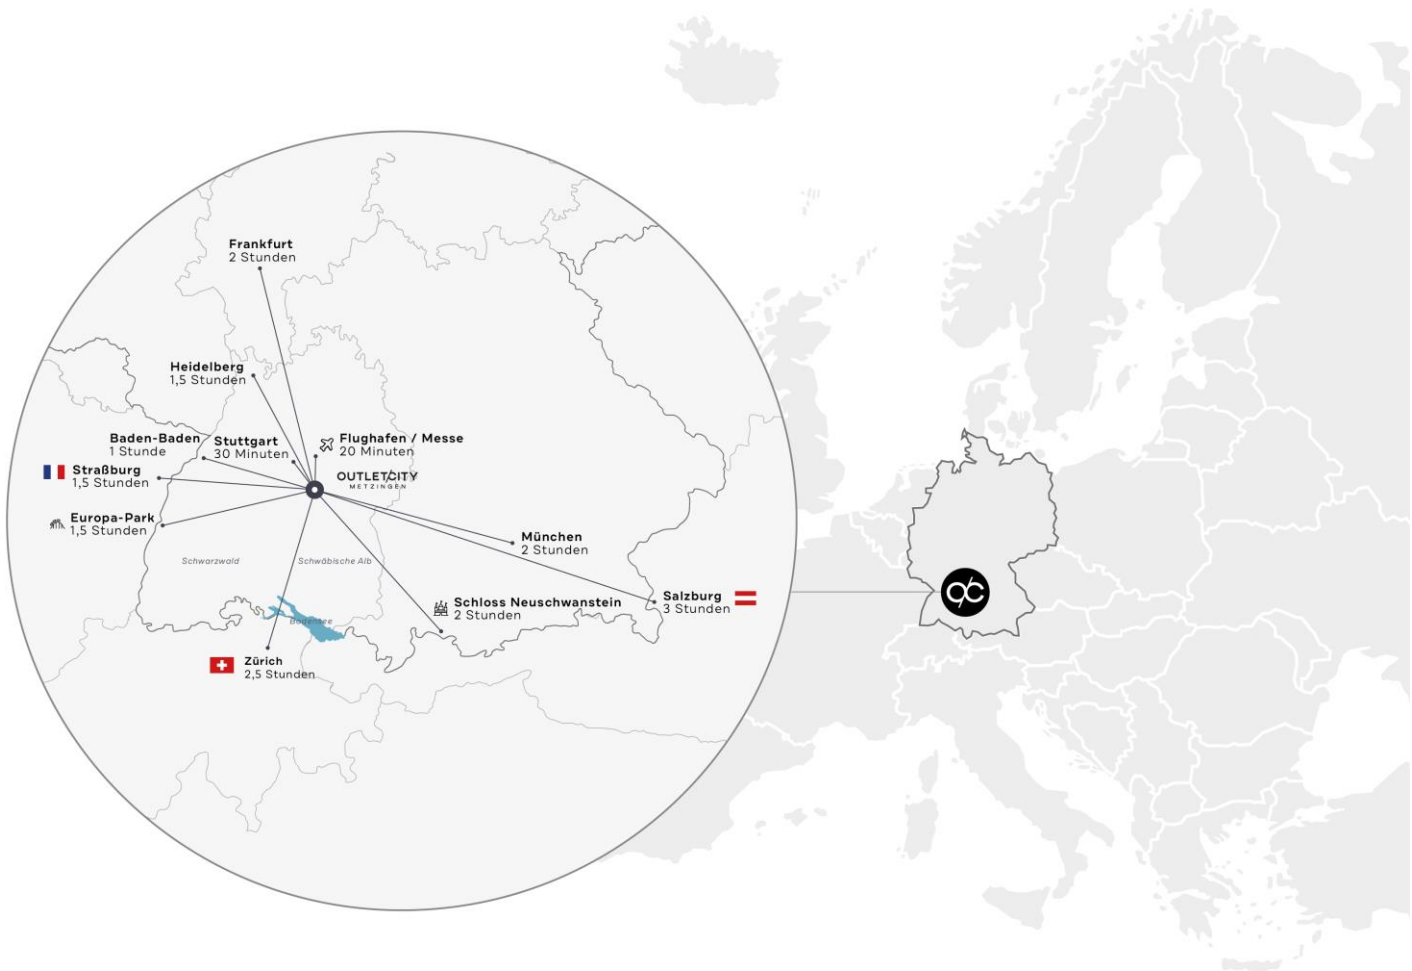 Frankfurt
2 Stunden
Heidelberg
1,5 Stunden
Baden-Baden
1 Stunde
Stuttgart
30 Minuten
Flughafen / Messe
20 Minuten
OUTLETCITY
METZINGEN
Straßburg
1,5 Stunden
Europa-Park
1,5 Stunden
München
2 Stunden
Schwarzwald
Schwäbische Alb
Salzburg
3 Stunden
Schloss Neuschwanstein
2 Stunden
Bodensee
Zürich
2,5 Stunden